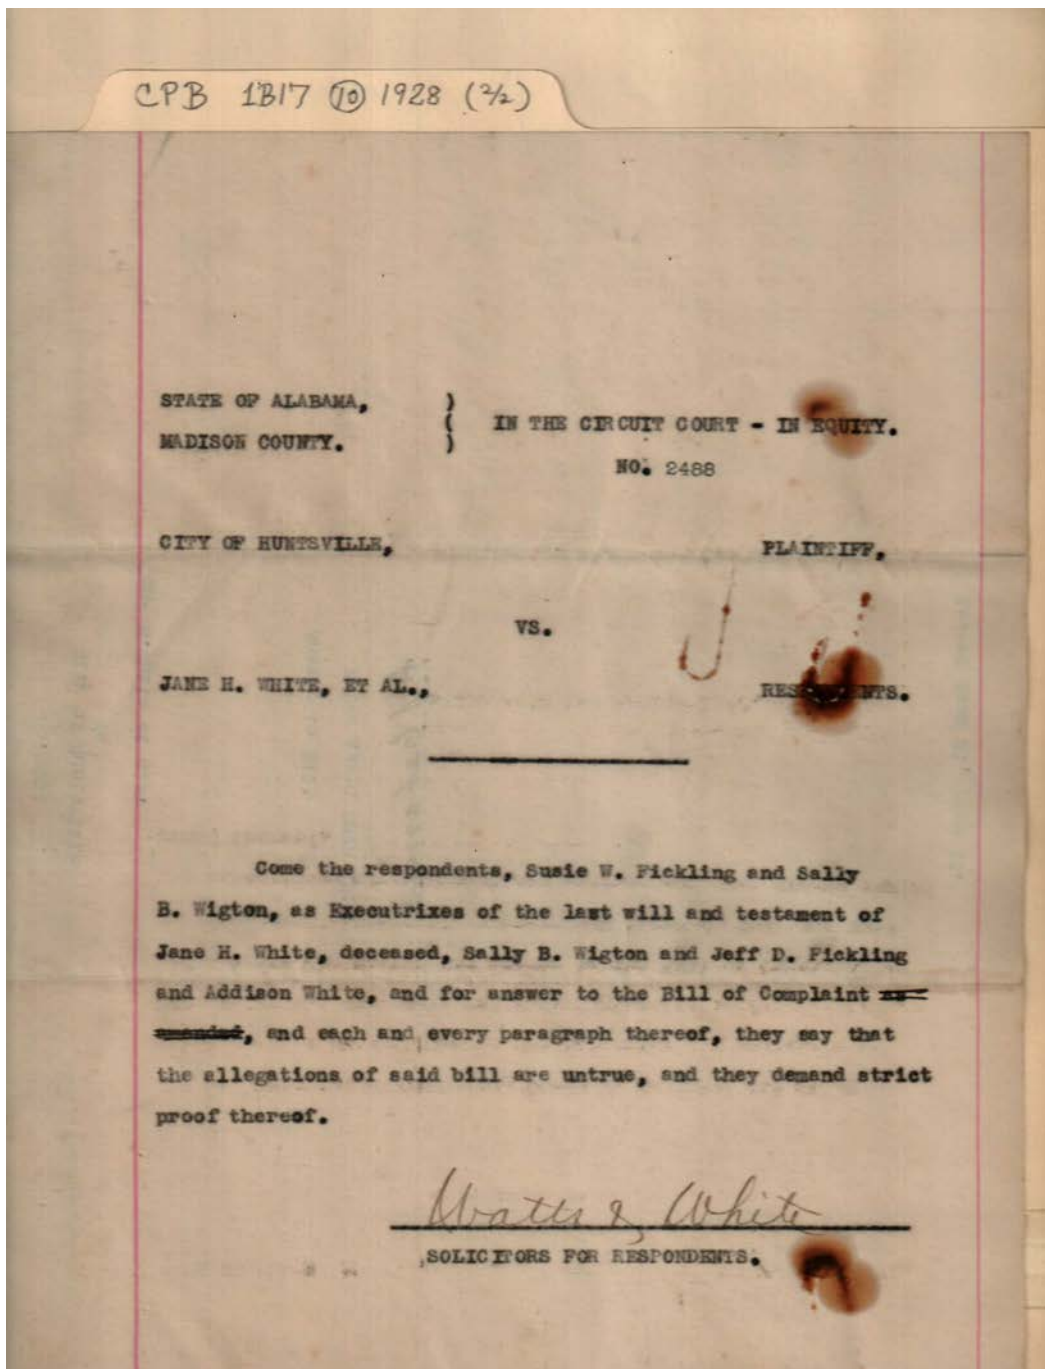 CPB 1B17 (10) 1928 (2/2)
STATE OF ALABAMA,
MADISON COUNTY.
) ( )
IN THE CIRCUIT COURT - IN EQUITY.
NO. 2488
CITY OF HUNTSVILLE,
PLAINTIFF,
VS.
JANE H. WHITE, ET AL.,
RESPONDENTS.
Come the respondents, Susie W. Fickling and Sally
B. Wigton, as Executrixes of the last will and testament of
Jane H. White, deceased, Sally B. Wigton and Jeff D. Fickling
and Addison White, and for answer to the Bill of Complaint as
amended, and each and every paragraph thereof, they say that
the allegations of said bill are untrue, and they demand strict
proof thereof.
Watts & White
SOLICITORS FOR RESPONDENTS.